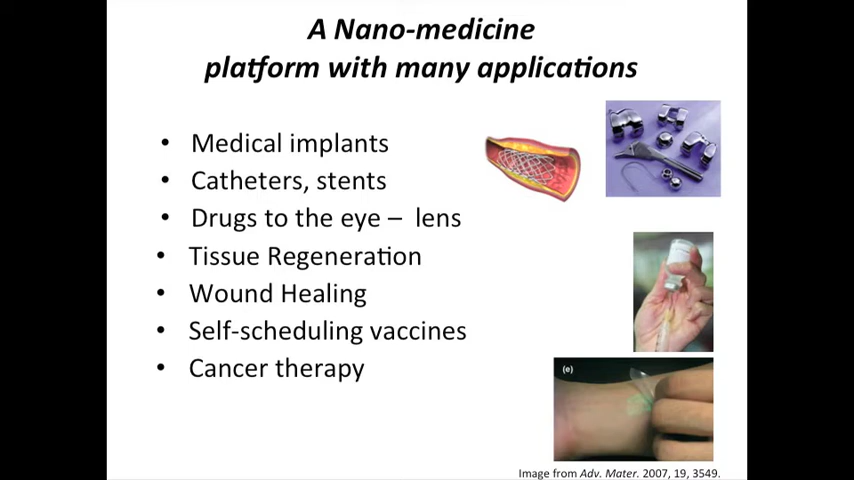 A Nano-medicine
platform with many applications
• Medical implants
• Catheters, stents
• Drugs to the eye – lens
• Tissue Regeneration
• Wound Healing
• Self-scheduling vaccines
• Cancer therapy
(e)
Image from Adv. Mater. 2007, 19, 3549.